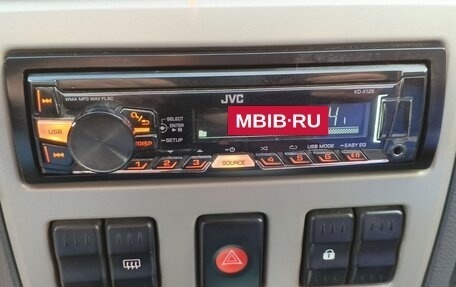 WMA MP3 WAV FLAC
JVC
KD-X125
SELECT
ENTER
SETUP
USB
DISP
MBIB.RU
SOURCE
USB MODE
EASY EQ
1 2 3 4 5 6